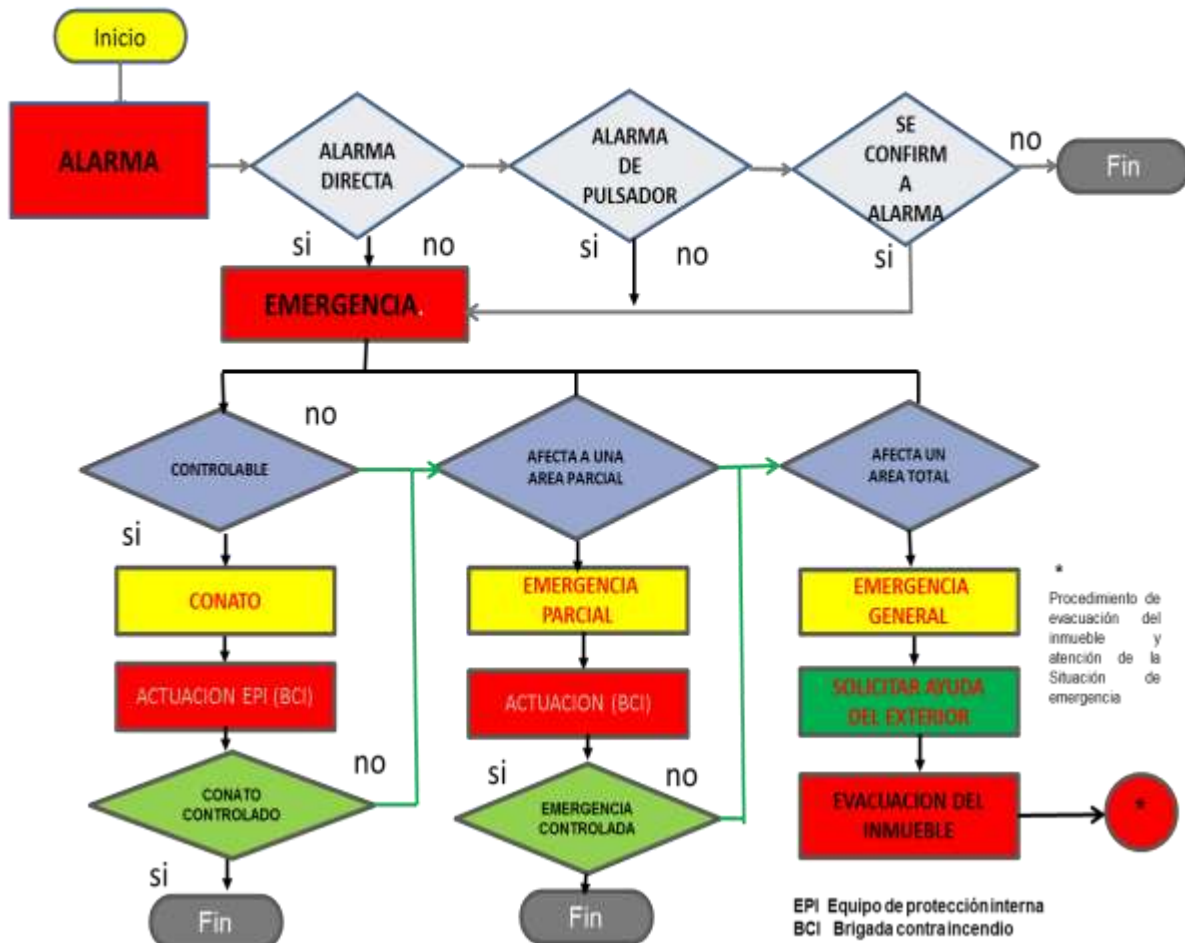 Inicio
ALARMA
ALARMA
DIRECTA
ALARMA
DE
PULSADOR
SE
CONFIRM
A
ALARMA
no
Fin
si
no
si
no
si
EMERGENCIA.
no
CONTROLABLE
AFECTA A UNA
AREA PARCIAL
AFECTA UN
AREA TOTAL
si
CONATO
EMERGENCIA
PARCIAL
EMERGENCIA
GENERAL
*
Procedimiento de
evacuación del
inmueble y
atención de la
Situación de
emergencia
ACTUACION EPI (BCI)
ACTUACION (BCI)
SOLICITAR AYUDA
DEL EXTERIOR
no
si
no
CONATO
CONTROLADO
EMERGENCIA
CONTROLADA
EVACUACION DEL
INMUEBLE
*
si
Fin
Fin
EPI Equipo de protección interna
BCI Brigada contra incendio